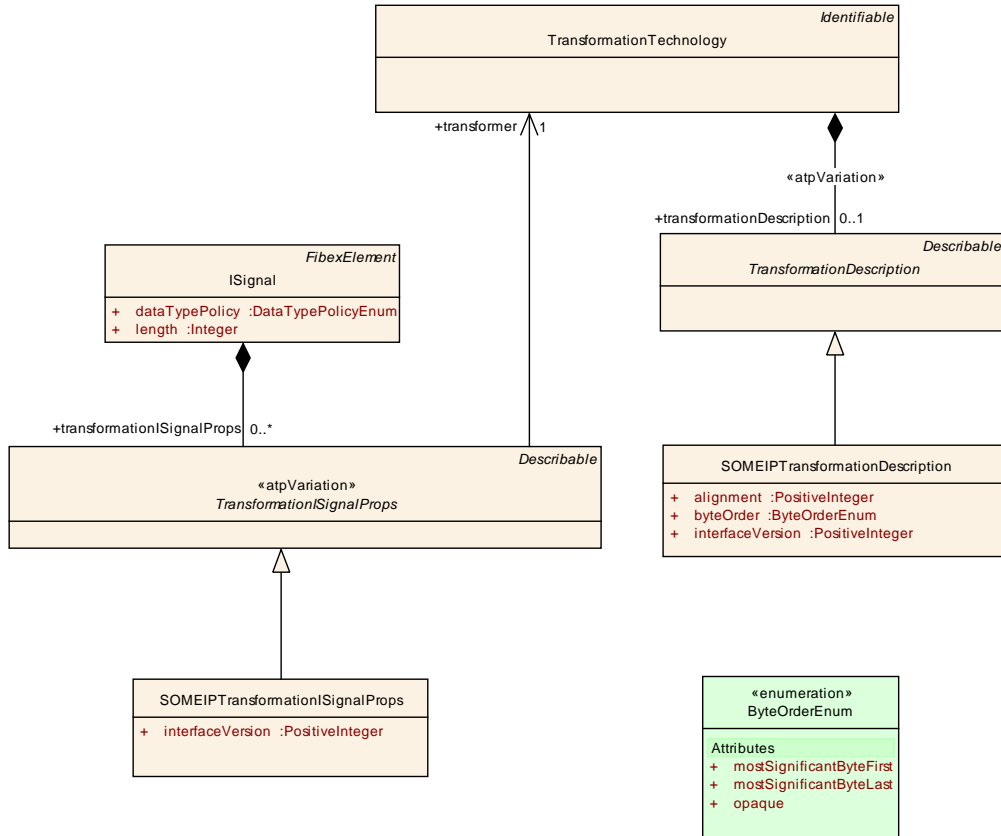 Identifiable
TransformationTechnology
+transformer 1
«atpVariation»
+transformationDescription 0..1
FibexElement
ISignal
+ dataTypePolicy :DataTypePolicyEnum
+ length :Integer
Describable
TransformationDescription
+transformationISignalProps 0..*
Describable
«atpVariation»
TransformationISignalProps
SOMEIPTransformationDescription
+ alignment :PositiveInteger
+ byteOrder :ByteOrderEnum
+ interfaceVersion :PositiveInteger
SOMEIPTransformationISignalProps
+ interfaceVersion :PositiveInteger
«enumeration»
ByteOrderEnum
Attributes
+ mostSignificantByteFirst
+ mostSignificantByteLast
+ opaque